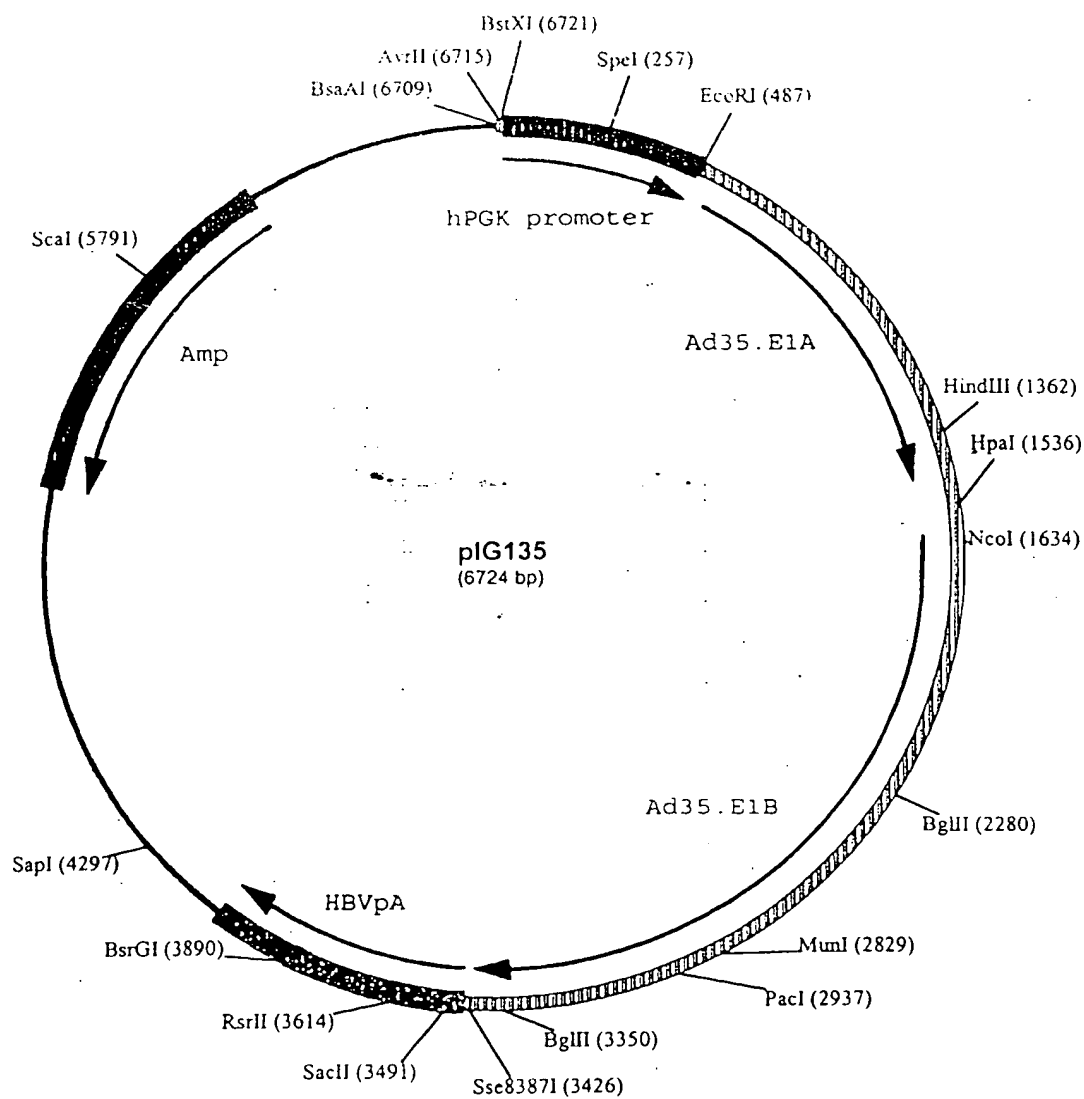 BstXI (6721)
AvrII (6715)
SpeI (257)
BsaAI (6709)
EcoRI (487)
hPGK promoter
ScaI (5791)
Amp
Ad35.E1A
HindIII (1362)
HpaI (1536)
NcoI (1634)
pIG135
(6724 bp)
Ad35.E1B
BglII (2280)
SapI (4297)
HBVpA
BsrGI (3890)
MunI (2829)
PacI (2937)
RsrII (3614)
BglII (3350)
SacII (3491)
Sse8387I (3426)